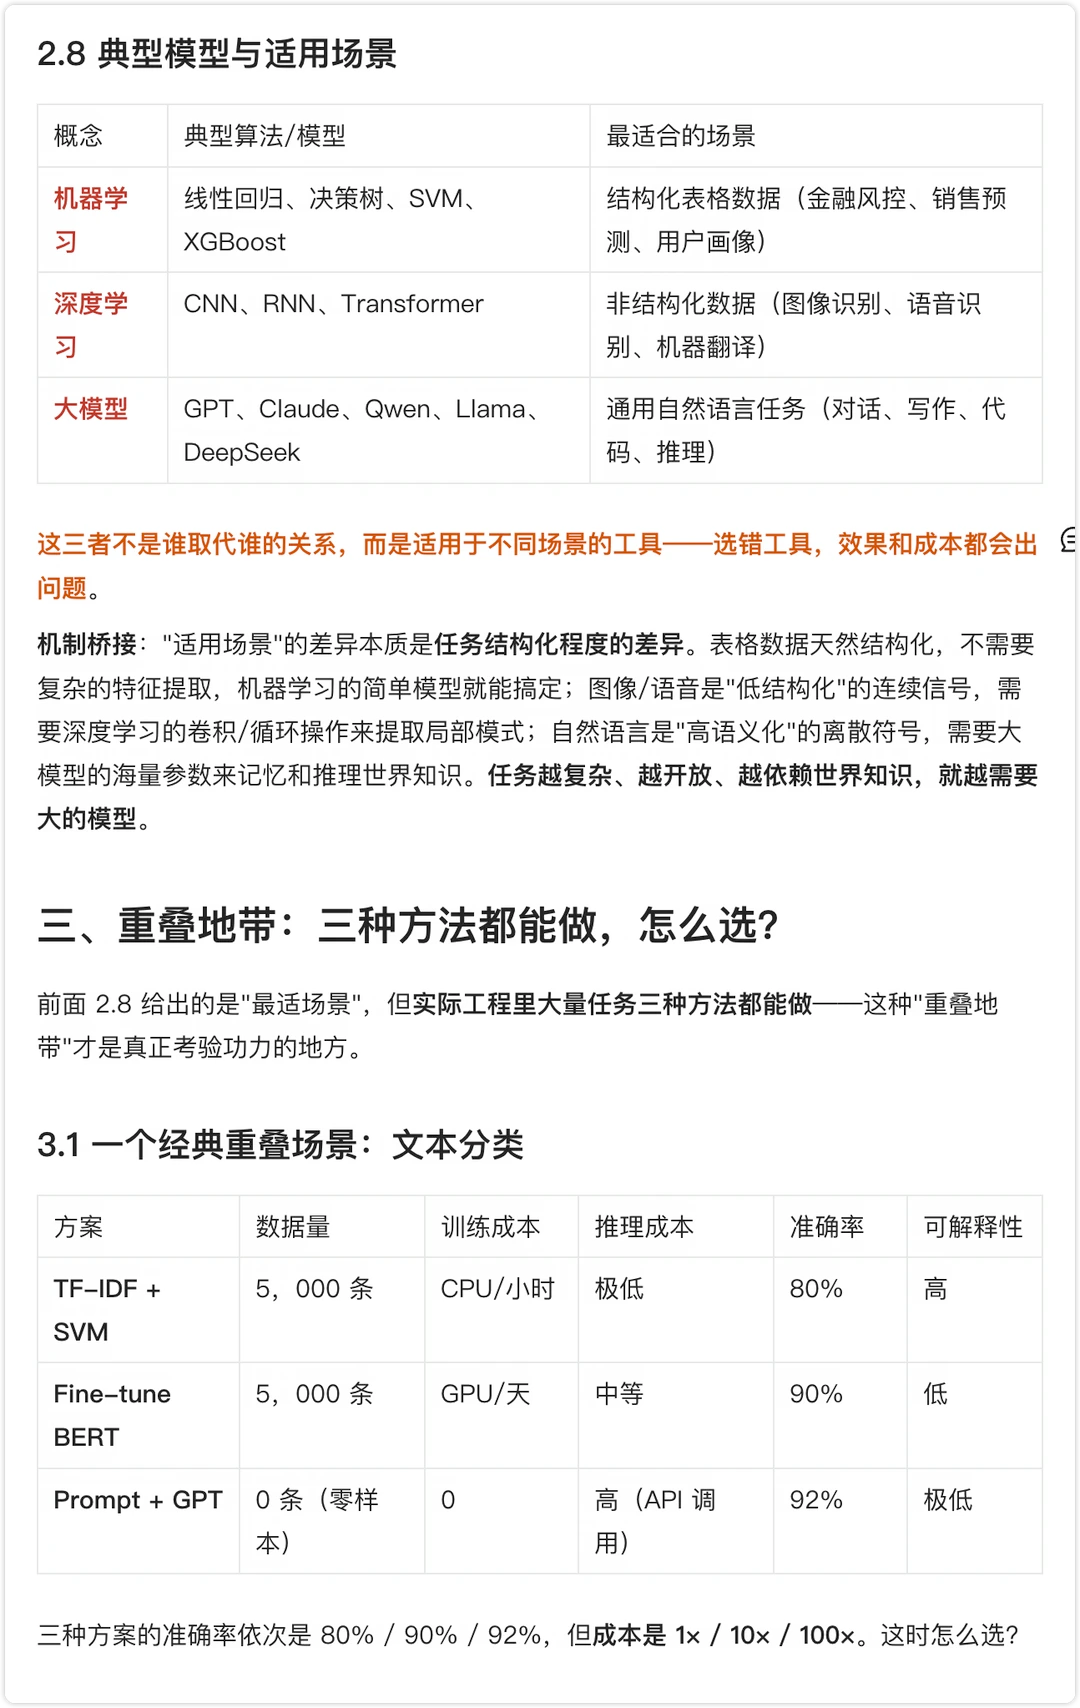 2.8 典型模型与适用场景
概念
典型算法/模型
最适合的场景
机器学
习
线性回归、决策树、SVM、
XGBoost
结构化表格数据（金融风控、销售预
测、用户画像）
深度学
习
CNN、RNN、Transformer
非结构化数据（图像识别、语音识
别、机器翻译）
大模型
GPT、Claude、Qwen、Llama、
DeepSeek
通用自然语言任务（对话、写作、代
码、推理）
这三者不是谁取代谁的关系，而是适用于不同场景的工具——选错工具，效果和成本都会出
问题。
机制桥接："适用场景"的差异本质是任务结构化程度的差异。表格数据天然结构化，不需要
复杂的特征提取，机器学习的简单模型就能搞定；图像/语音是"低结构化"的连续信号，需
要深度学习的卷积/循环操作来提取局部模式；自然语言是"高语义化"的离散符号，需要大
模型的海量参数来记忆和推理世界知识。任务越复杂、越开放、越依赖世界知识，就越需要
大的模型。
三、重叠地带：三种方法都能做，怎么选？
前面 2.8 给出的是"最适场景"，但实际工程里大量任务三种方法都能做——这种"重叠地
带"才是真正考验功力的地方。
3.1 一个经典重叠场景：文本分类
方案
数据量
训练成本
推理成本
准确率
可解释性
TF-IDF +
SVM
5，000 条
CPU/小时
极低
80%
高
Fine-tune
BERT
5，000 条
GPU/天
中等
90%
低
Prompt + GPT
0 条（零样
本）
0
高（API 调
用）
92%
极低
三种方案的准确率依次是 80% / 90% / 92%，但成本是 1× / 10× / 100×。这时怎么选？